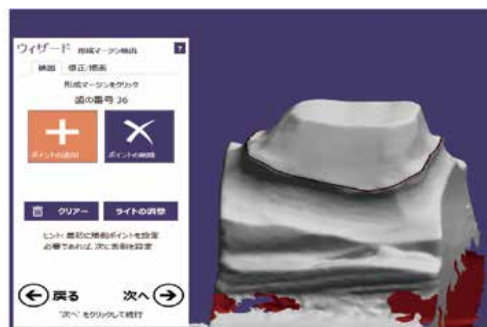 ウィザード 形成マージン検出 ?
検出 修正/描画
形成マージンをクリック
歯の番号 36
ポイントの追加 ポイントの削除
クリアー ライトの調整
ヒント: 最初に隣側ポイントを設定
必要であれば、次に舌側を設定
戻る 次へ
'次へ' をクリックして続行